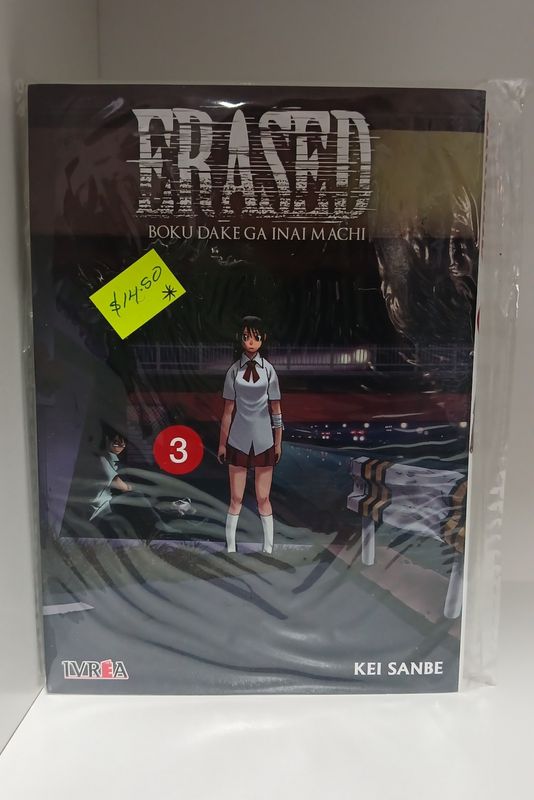 ERASED
BOKU DAKE GA INAI MACHI
$14.50
*
3
IVREA
KEI SANBE